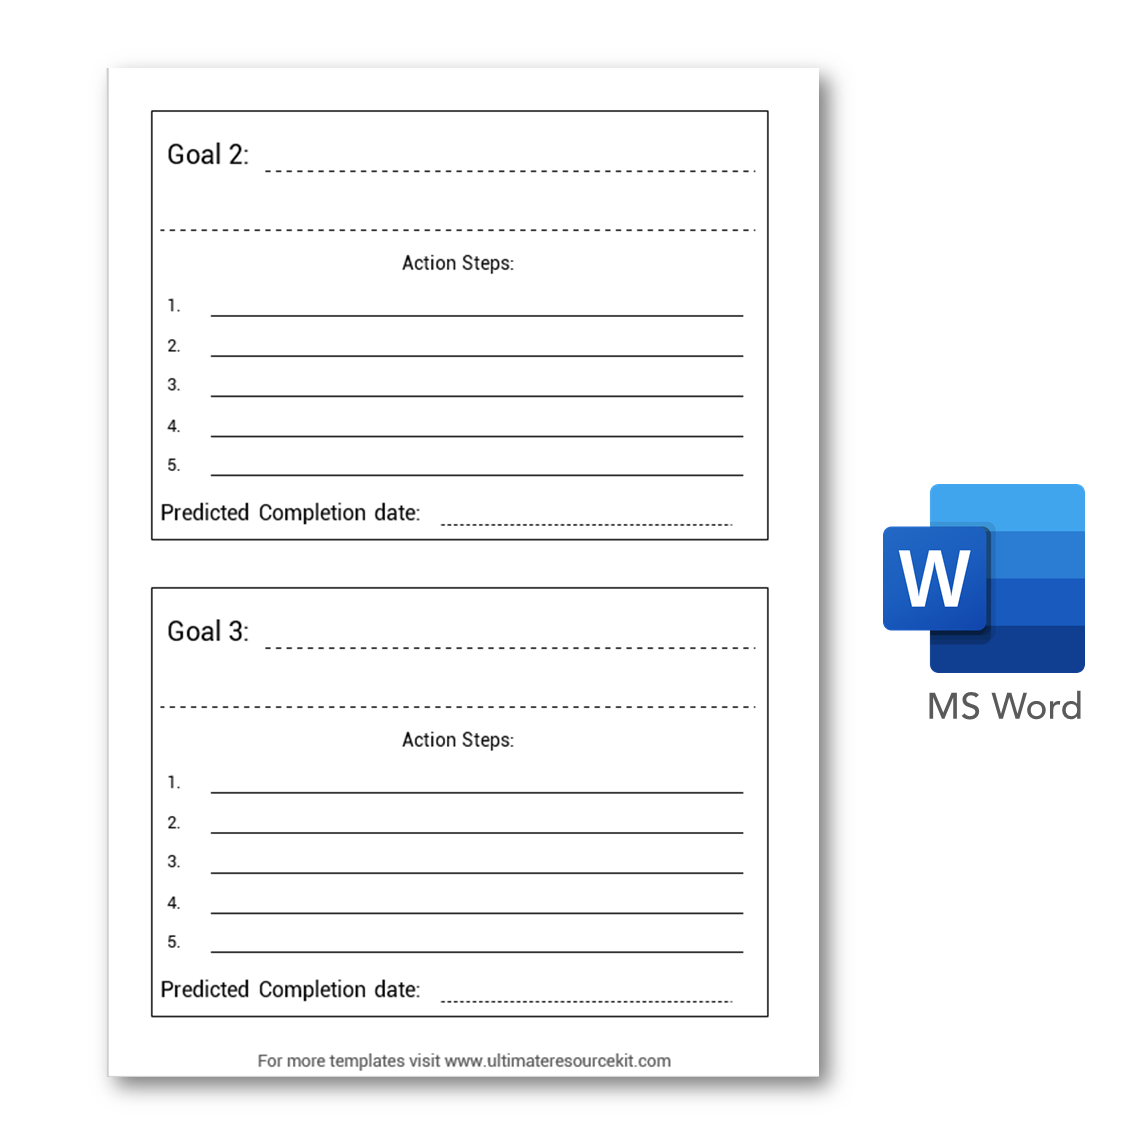 Goal 2:
Action Steps:
1.
2.
3.
4.
5.
Predicted Completion date:
Goal 3:
Action Steps:
1.
2.
3.
4.
5.
Predicted Completion date:
For more templates visit www.ultimateresourcekit.com
W
MS Word